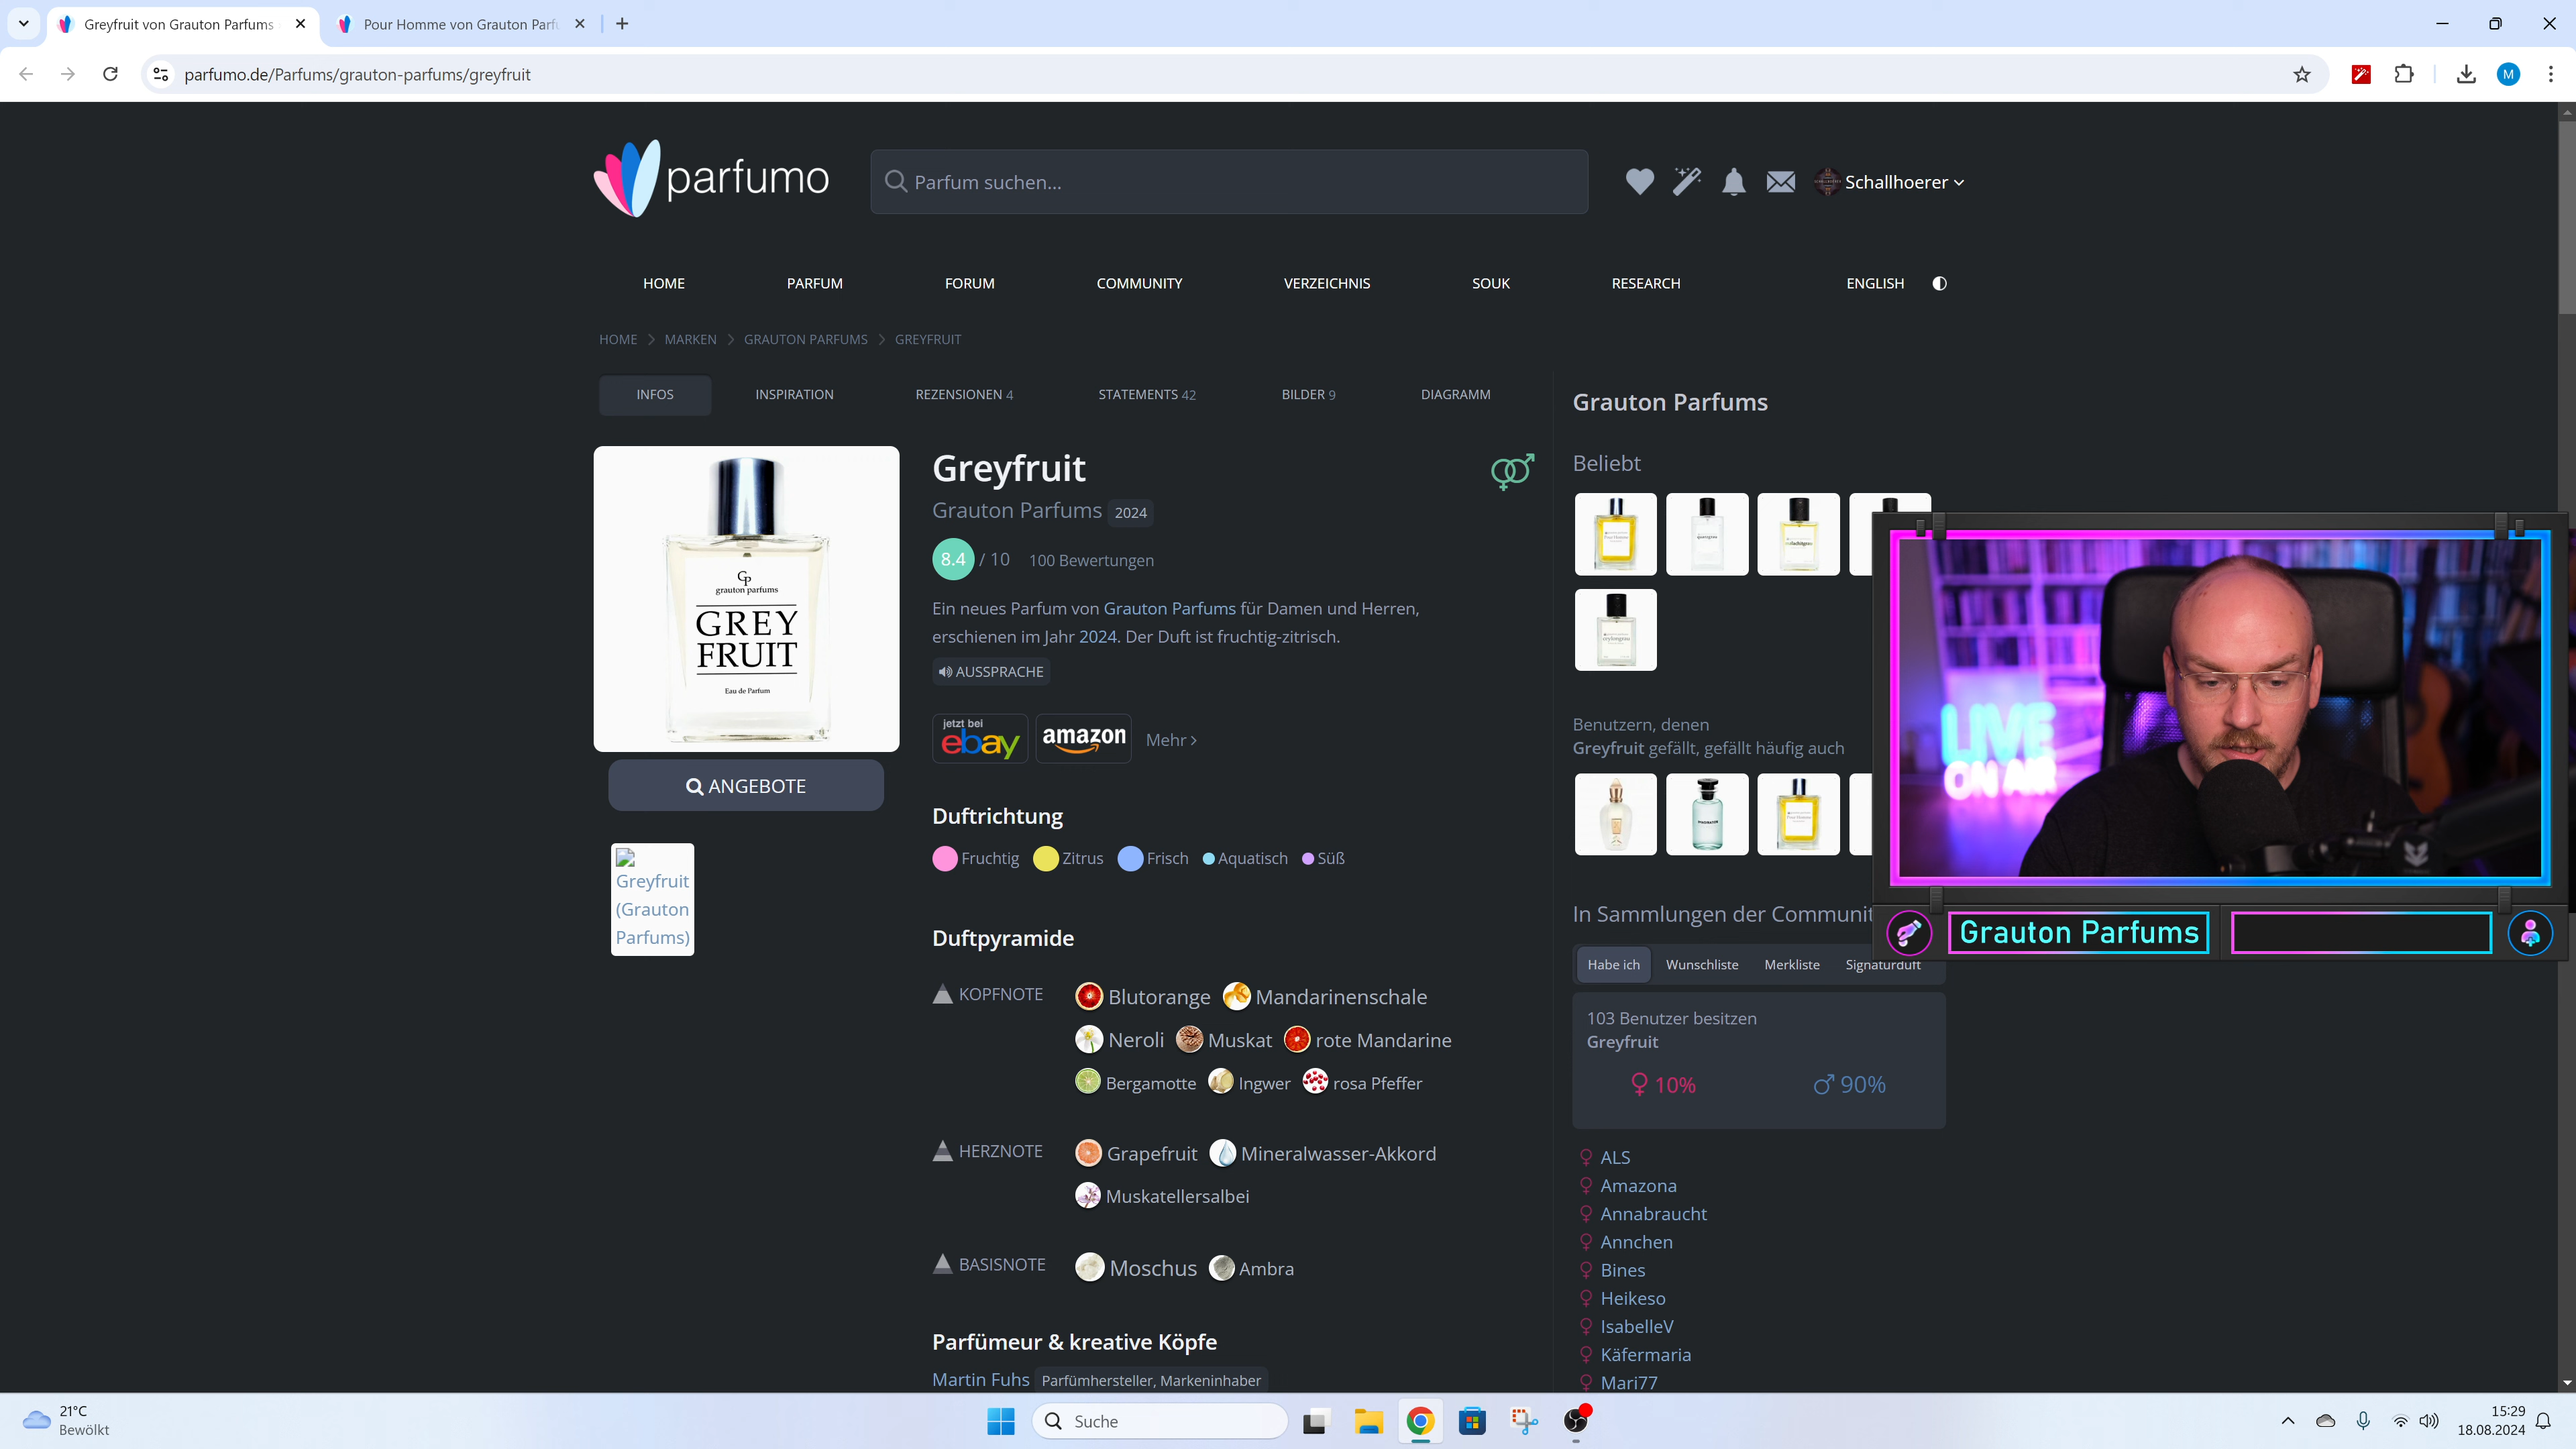 Greyfruit von Grauton Parfums
Pour Homme von Grauton Parfu
parfumo.de/Parfums/grauton-parfums/greyfruit
M
parfumo
Parfum suchen...
Schallhoerer
HOME PARFUM FORUM COMMUNITY VERZEICHNIS SOUK RESEARCH ENGLISH
HOME MARKEN GRAUTON PARFUMS GREYFRUIT
INFOS INSPIRATION REZENSIONEN 4 STATEMENTS 42 BILDER 9 DIAGRAMM
GP
grauton parfums
GREY
FRUIT
Eau de Parfum
ANGEBOTE
Greyfruit
(Grauton
Parfums)
Greyfruit
Grauton Parfums 2024
8.4 / 10 100 Bewertungen
Ein neues Parfum von Grauton Parfums für Damen und Herren,
erschienen im Jahr 2024. Der Duft ist fruchtig-zitrisch.
AUSSPRACHE
jetzt bei
ebay
amazon
Mehr >
Duftrichtung
Fruchtig Zitrus Frisch Aquatisch Süß
Duftpyramide
KOPFNOTE
Blutorange Mandarinenschale
Neroli Muskat rote Mandarine
Bergamotte Ingwer rosa Pfeffer
HERZNOTE
Grapefruit Mineralwasser-Akkord
Muskatellersalbei
BASISNOTE
Moschus Ambra
Parfümeur & kreative Köpfe
Martin Fuhs Parfümhersteller, Markeninhaber
Grauton Parfums
Beliebt
Benutzern, denen
Greyfruit gefällt, gefällt häufig auch
In Sammlungen der Communit
Habe ich Wunschliste Merkliste Signaturduft
103 Benutzer besitzen
Greyfruit
♀ 10% ♂ 90%
♀ ALS
♀ Amazona
♀ Annabraucht
♀ Annchen
♀ Bines
♀ Heikeso
♀ IsabelleV
♀ Käfermaria
♀ Mari77
LIVE
ON AIR
Grauton Parfums
21°C
Bewölkt
Suche
15:29
18.08.2024